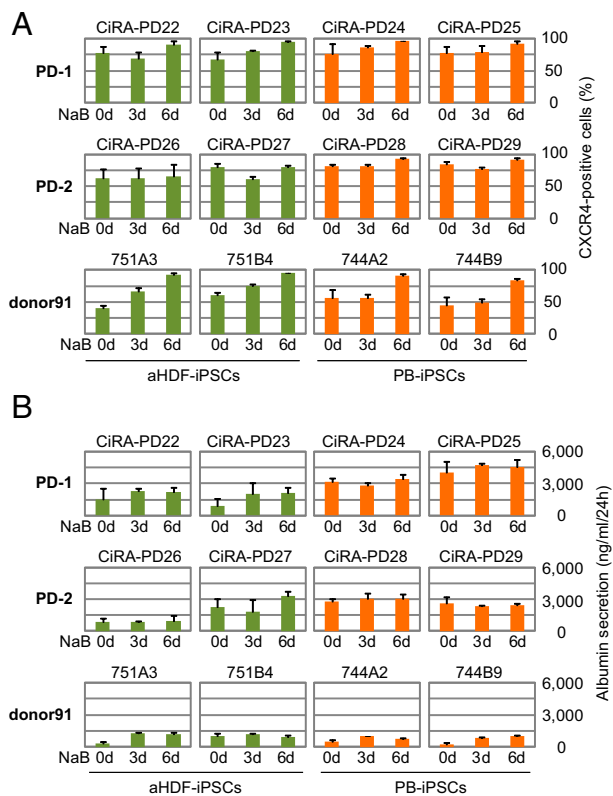 A
CiRA-PD22 CiRA-PD23 CiRA-PD24 CiRA-PD25
PD-1
100
50
0
NaB 0d 3d 6d 0d 3d 6d 0d 3d 6d 0d 3d 6d
CiRA-PD26 CiRA-PD27 CiRA-PD28 CiRA-PD29
PD-2
100
50
0
NaB 0d 3d 6d 0d 3d 6d 0d 3d 6d 0d 3d 6d
751A3 751B4 744A2 744B9
donor91
100
50
0
NaB 0d 3d 6d 0d 3d 6d 0d 3d 6d 0d 3d 6d
aHDF-iPSCs PB-iPSCs
CXCR4-positive cells (%)
B
CiRA-PD22 CiRA-PD23 CiRA-PD24 CiRA-PD25
PD-1
6,000
3,000
0
NaB 0d 3d 6d 0d 3d 6d 0d 3d 6d 0d 3d 6d
CiRA-PD26 CiRA-PD27 CiRA-PD28 CiRA-PD29
PD-2
6,000
3,000
0
NaB 0d 3d 6d 0d 3d 6d 0d 3d 6d 0d 3d 6d
751A3 751B4 744A2 744B9
donor91
6,000
3,000
0
NaB 0d 3d 6d 0d 3d 6d 0d 3d 6d 0d 3d 6d
aHDF-iPSCs PB-iPSCs
Albumin secretion (ng/ml/24h)